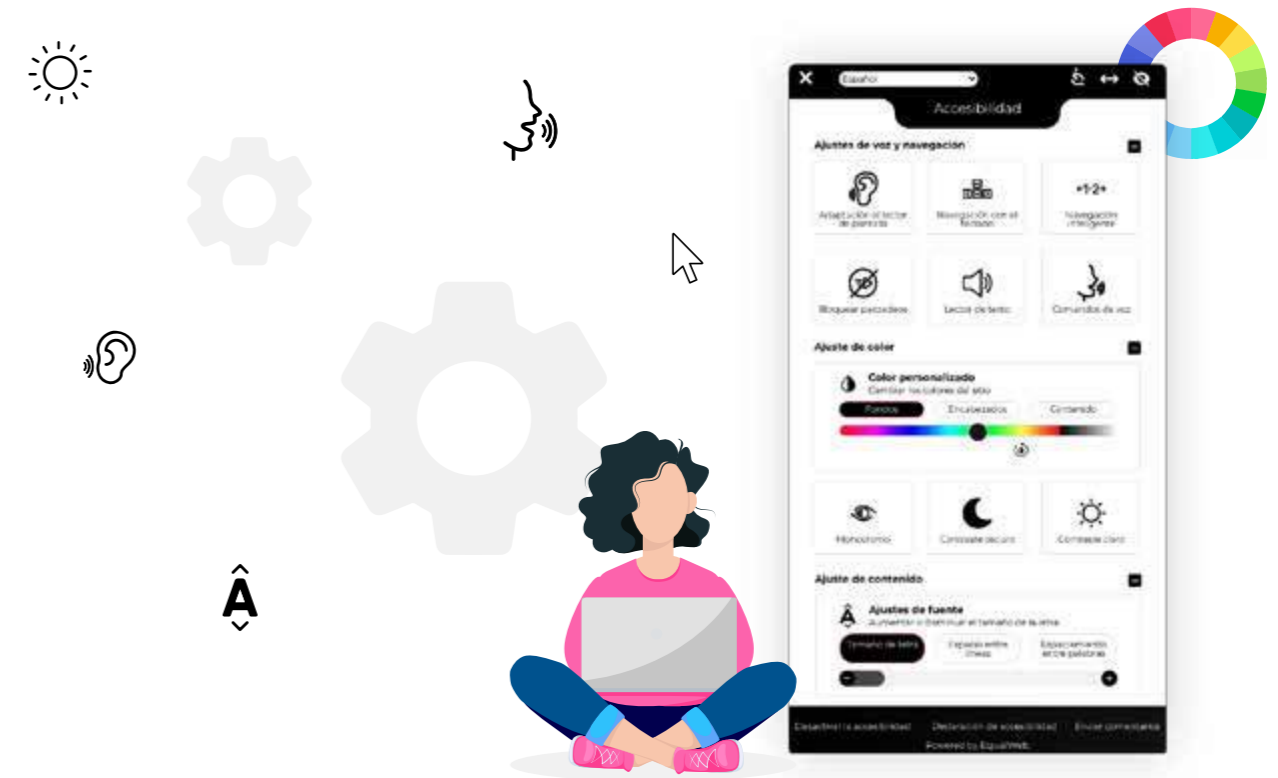 Español
Accesibilidad
Ajustes de voz y navegación
Adaptación al lector
de pantalla
Navegación con el
teclado
•1·2•
Navegación
inteligente
Bloquear parpadeos
Lector de texto
Comandos de voz
Ajuste de color
Color personalizado
Cambiar los colores del sitio
Fondos
Encabezados
Contenido
Monocromo
Contraste oscuro
Contraste claro
Ajuste de contenido
Ajustes de fuente
Aumentar o disminuir el tamaño de la letra
Tamaño de letra
Espacio entre
líneas
Espaciamiento
entre palabras
Desactivar la accesibilidad
Declaración de accesibilidad
Enviar comentarios
Powered by EqualWeb
Â